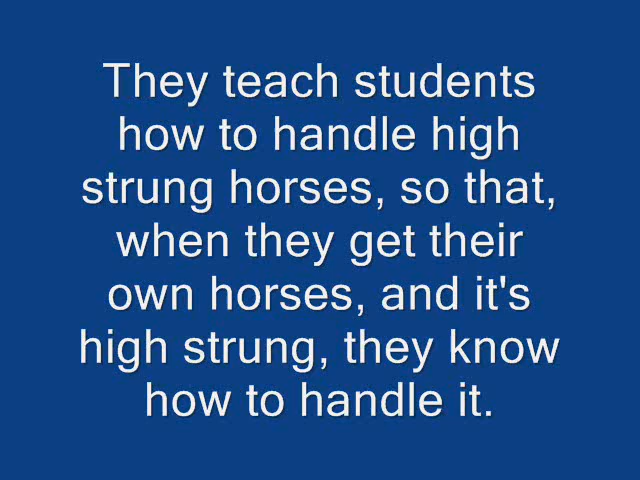 They teach students
how to handle high
strung horses, so that,
when they get their
own horses, and it's
high strung, they know
how to handle it.